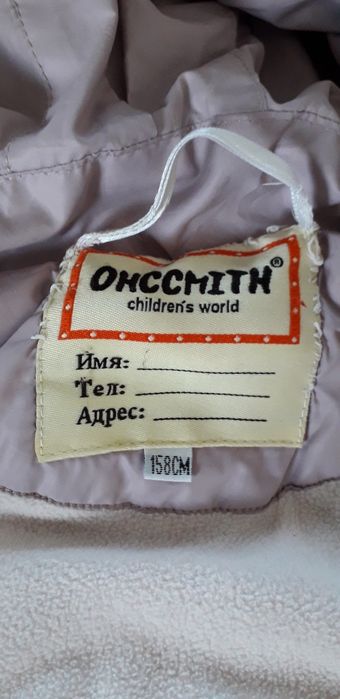 OHCCMITH®
children's world
Имя:
Тел:
Адрес:
158CM